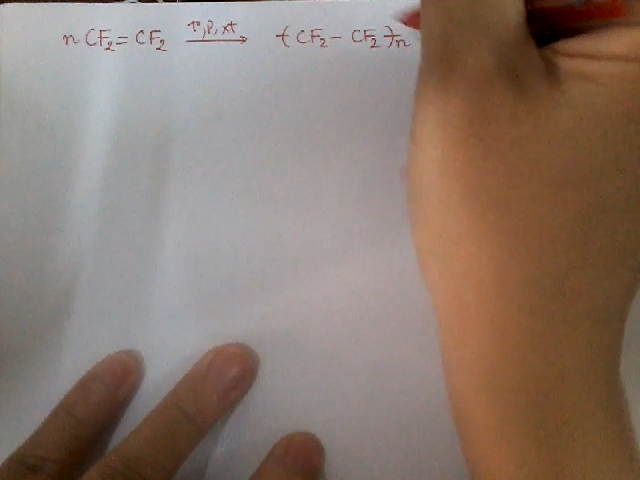 n CF₂ = CF₂ →(t°, P, xt) -(CF₂ - CF₂)-n